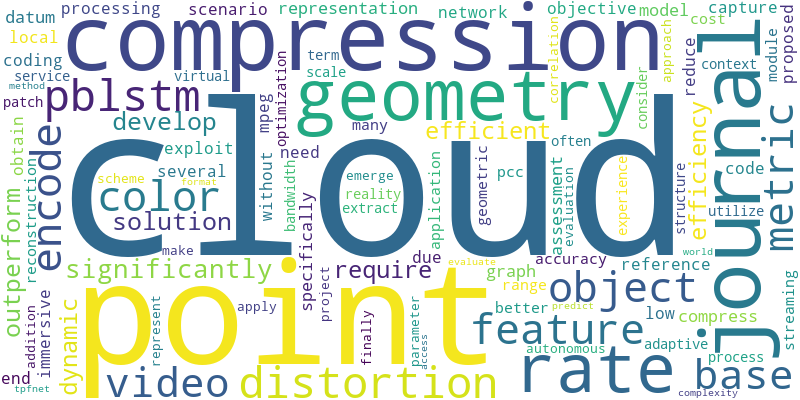 datum
processing
scenario
representation
network
objective
model
cost
capture
local
compression
correlation
approach
reduce
module
proposed
coding
service
virtual
term
scale
context
method
patch
pblstm
mpeg
optimization
geometry
consider
journal
metric
develop
many
efficient
efficiency
code
obtain
encode
exploit
without
need
emerge
often
assessment
evaluation
experience
structure
utilize
scheme
several
format
color
cloud
bandwidth
reality
extract
application
geometric
pcc
reconstruction
outperform
solution
specifically
make
due
accuracy
reference
world
significantly
require
evaluate
graph
range
object
low
compress
streaming
immersive
dynamic
point
project
apply
better
predict
addition
represent
finally
parameter
access
feature
autonomous
adaptive
process
end
tpfnet
video
distortion
rate
base
complexity